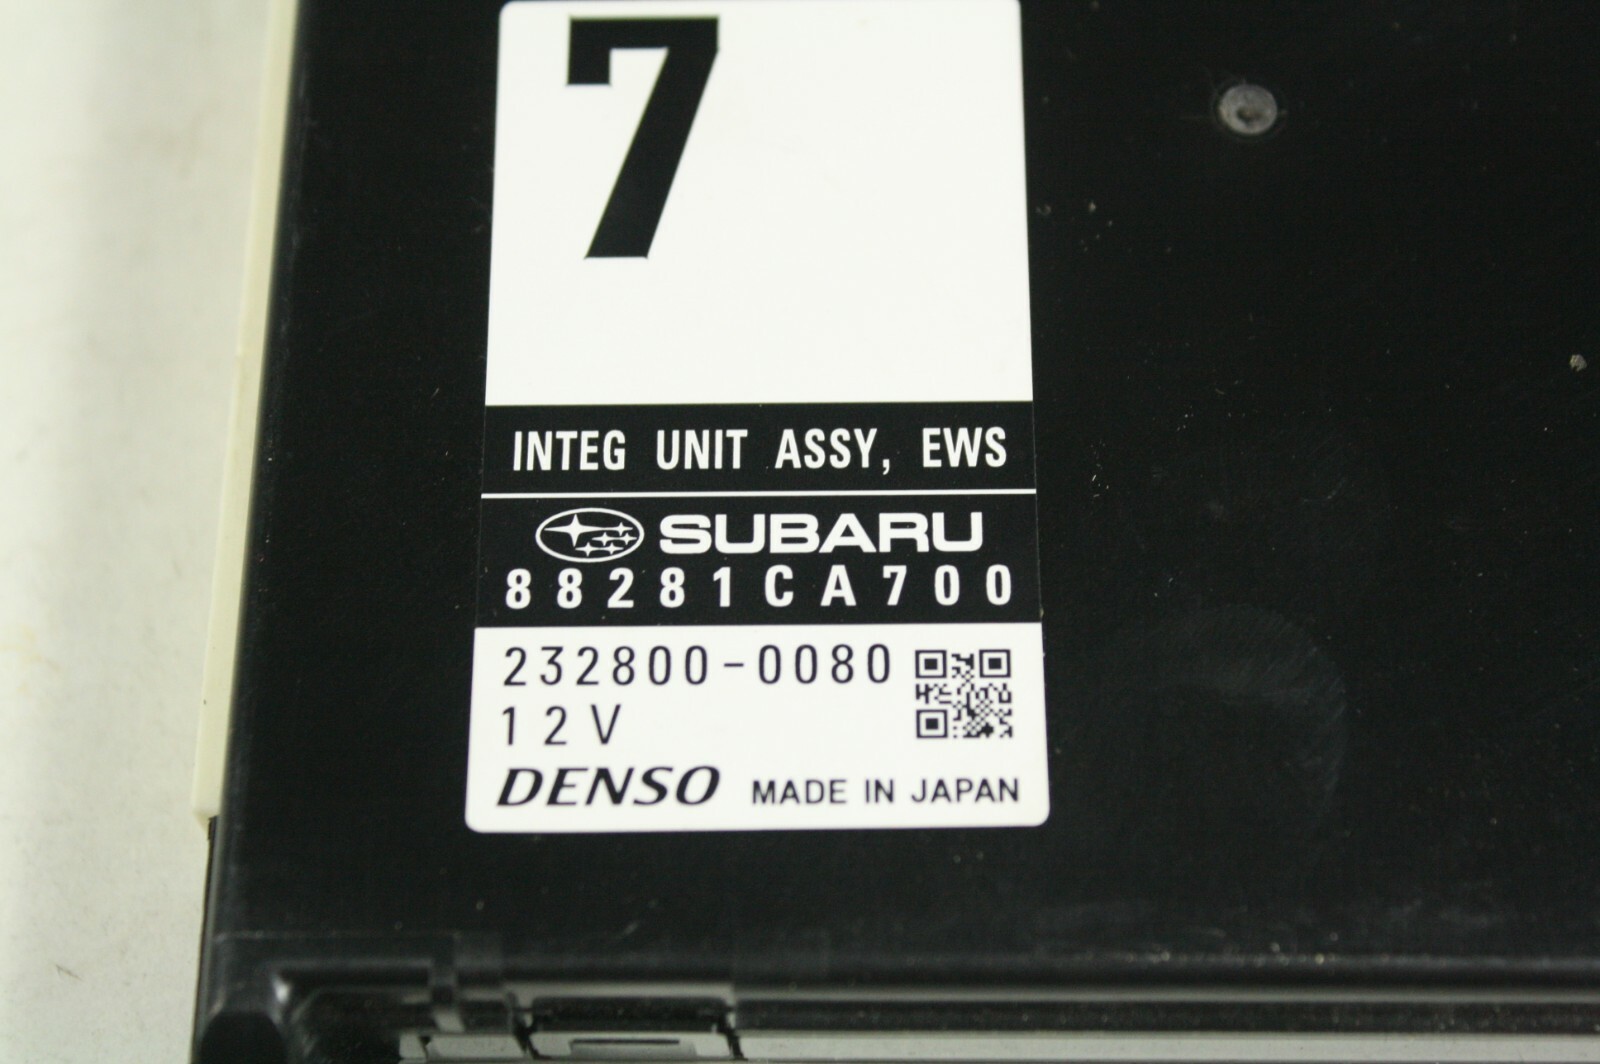 7
INTEG UNIT ASSY, EWS
SUBARU
88281CA700
232800-0080
12V
DENSO MADE IN JAPAN